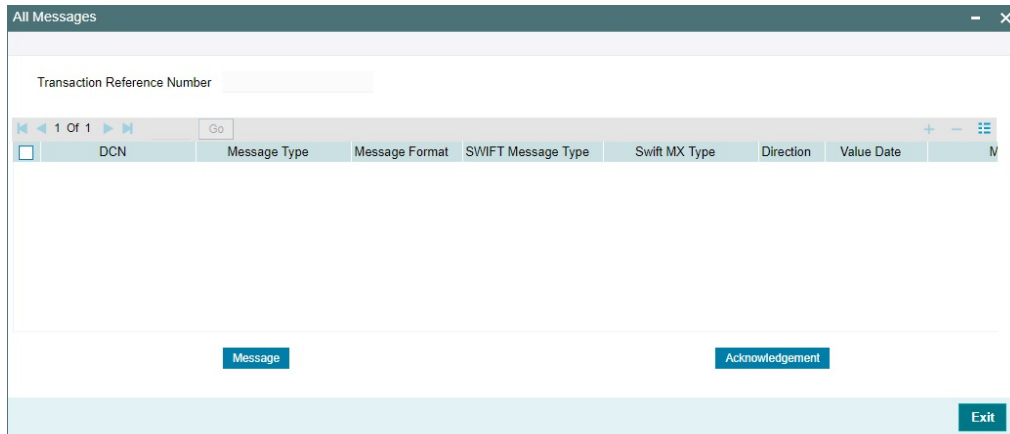 All Messages
Transaction Reference Number
1 Of 1 Go
DCN Message Type Message Format SWIFT Message Type Swift MX Type Direction Value Date M
Message Acknowledgement
Exit